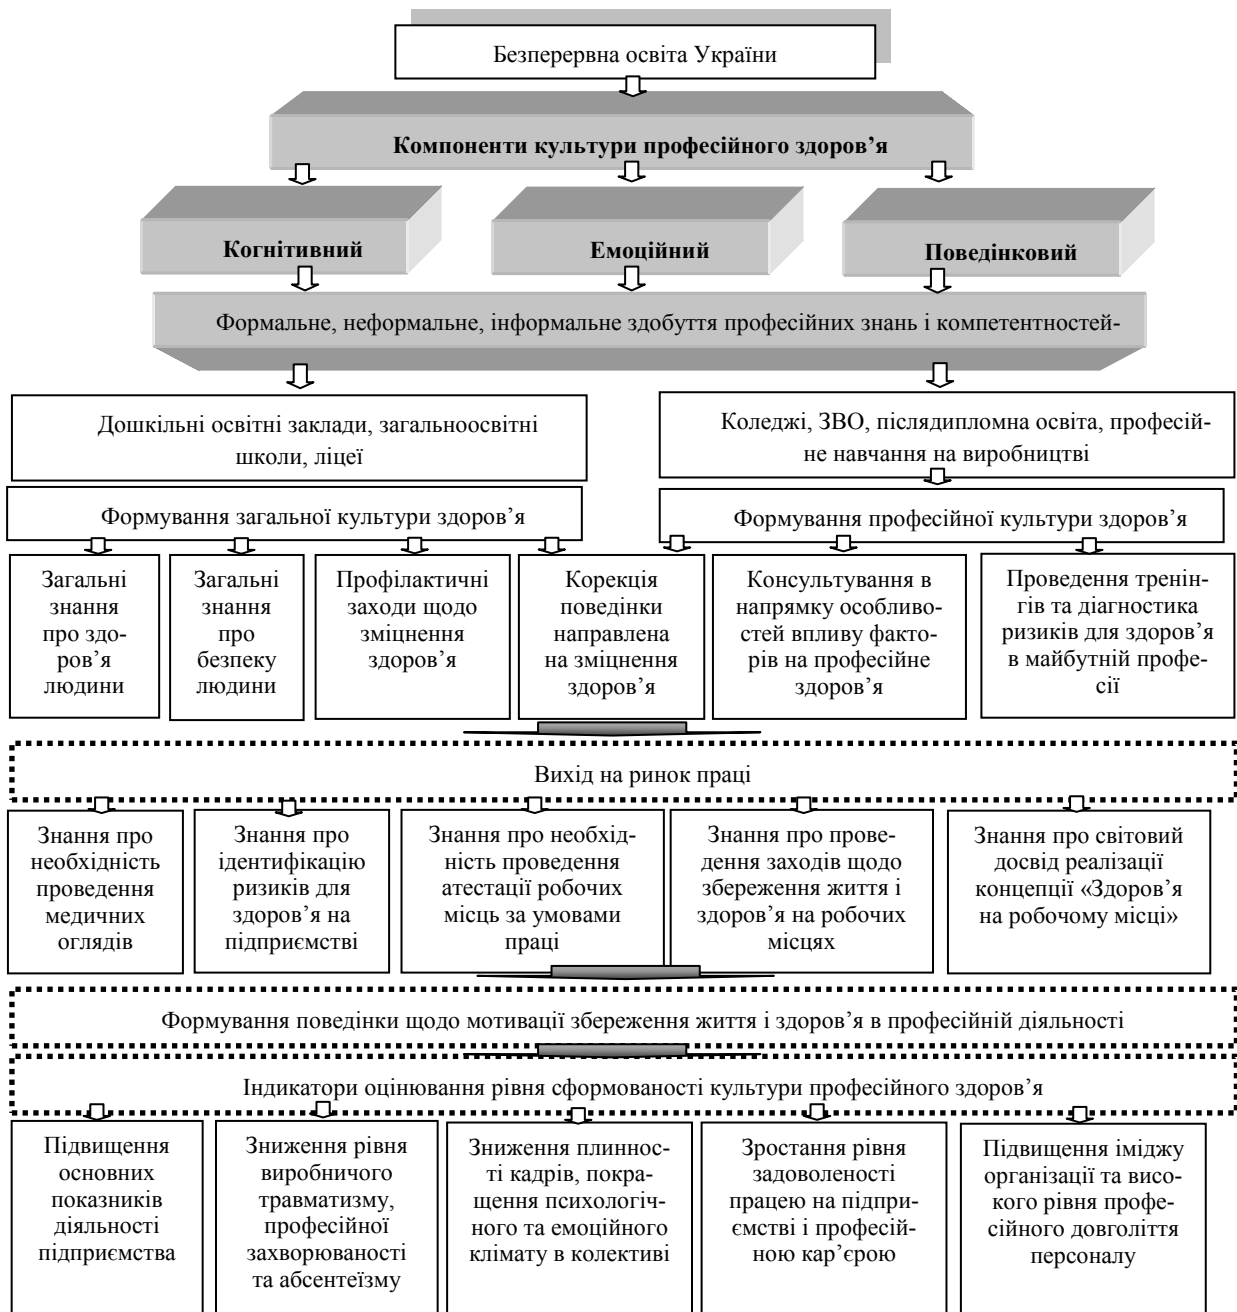 Безперервна освіта України
Компоненти культури професійного здоров’я
Когнітивний
Емоційний
Поведінковий
Формальне, неформальне, інформальне здобуття професійних знань і компетентностей-
Дошкільні освітні заклади, загальноосвітні
школи, ліцеї
Коледжі, ЗВО, післядипломна освіта, професій-
не навчання на виробництві
Формування загальної культури здоров’я
Формування професійної культури здоров’я
Загальні
знання
про здо-
ров’я
людини
Загальні
знання
про
безпеку
людини
Профілактичні
заходи щодо
зміцнення
здоров’я
Корекція
поведінки
направлена
на зміцнення
здоров’я
Консультування в
напрямку особливо-
стей впливу факто-
рів на професійне
здоров’я
Проведення тренін-
гів та діагностика
ризиків для здоров’я
в майбутній профе-
сії
Вихід на ринок праці
Знання про
необхідність
проведення
медичних
оглядів
Знання про
ідентифікацію
ризиків для
здоров’я на
підприємстві
Знання про необхід-
ність проведення
атестації робочих
місць за умовами
праці
Знання про прове-
дення заходів щодо
збереження життя і
здоров’я на робочих
місцях
Знання про світовий
досвід реалізації
концепції «Здоров’я
на робочому місці»
Формування поведінки щодо мотивації збереження життя і здоров’я в професійній діяльності
Індикатори оцінювання рівня сформованості культури професійного здоров’я
Підвищення
основних
показників
діяльності
підприємства
Зниження рівня
виробничого
травматизму,
професійної
захворюваності
та абсентеїзму
Зниження плиннос-
ті кадрів, покра-
щення психологіч-
ного та емоційного
клімату в колективі
Зростання рівня
задоволеності
працею на підпри-
ємстві і професій-
ною кар’єрою
Підвищення іміджу
організації та висо-
кого рівня профе-
сійного довголіття
персоналу